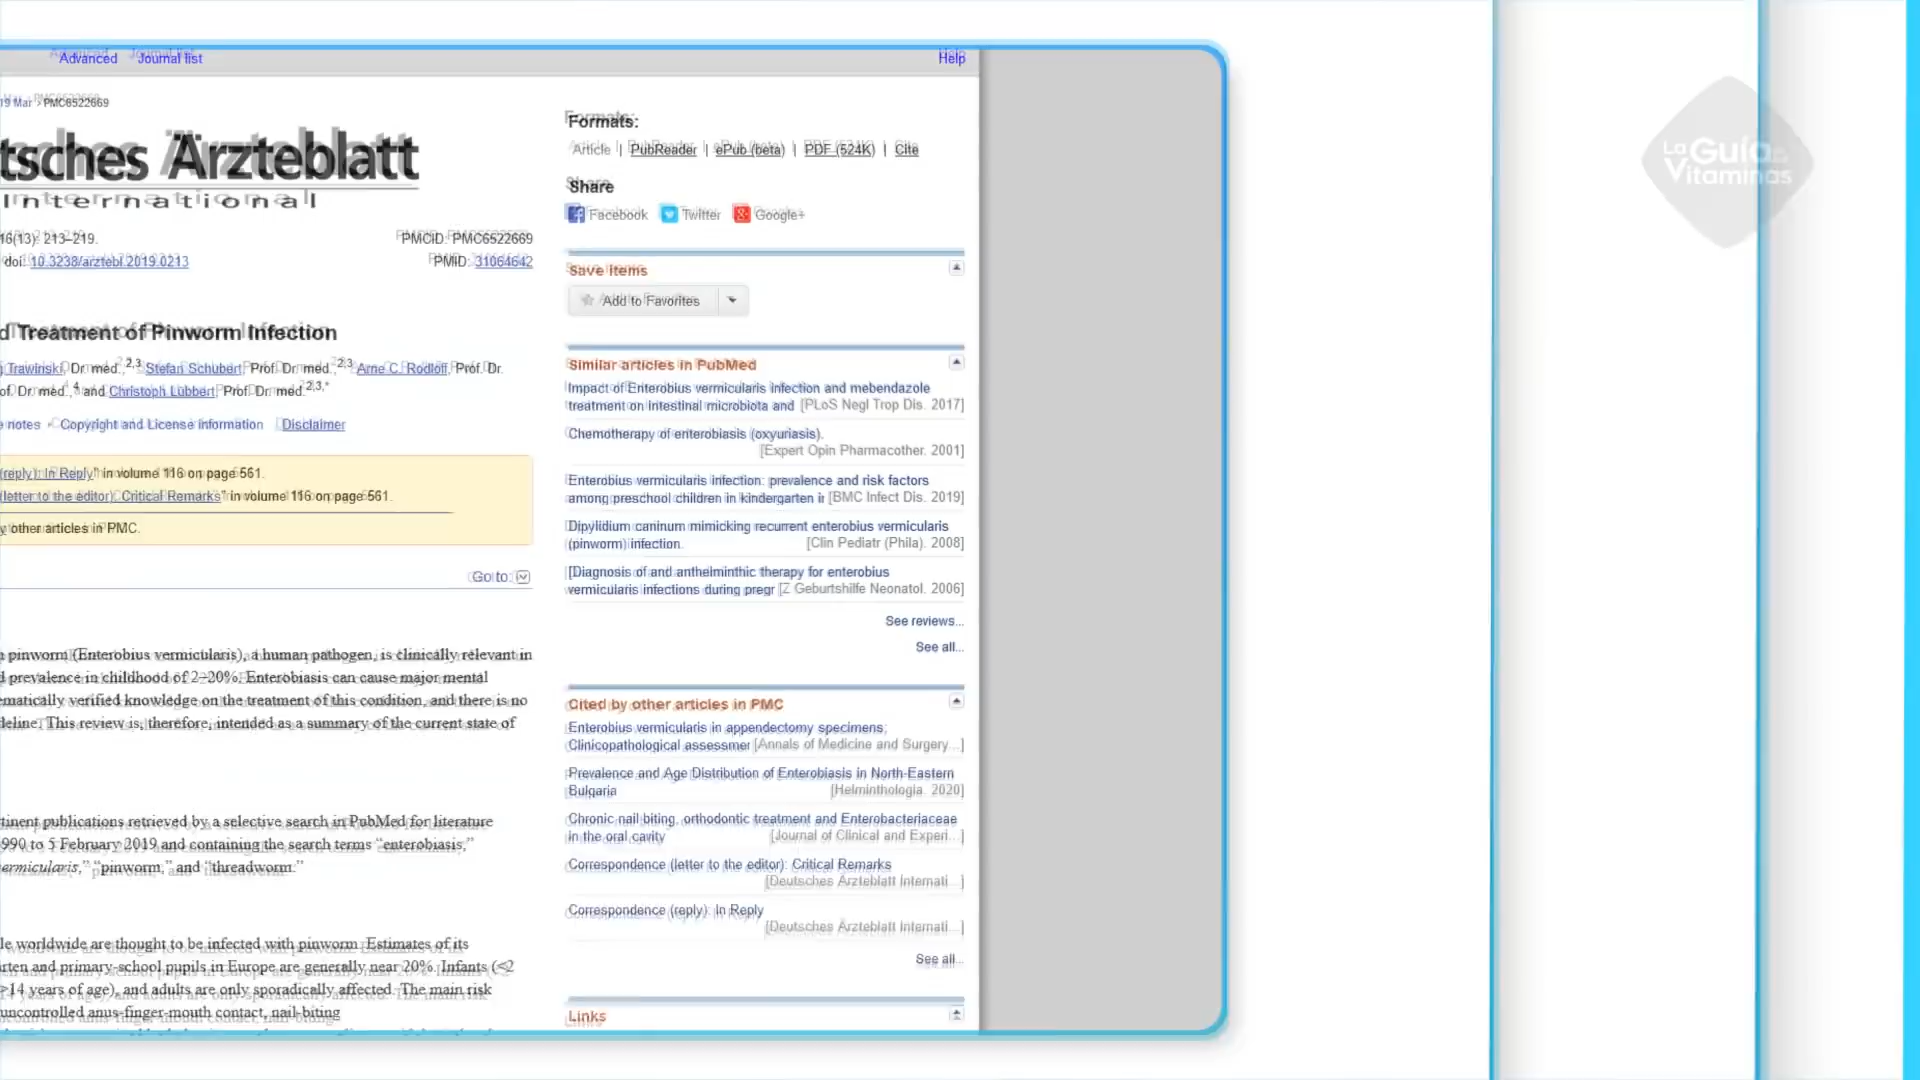 Advanced Journal list Help
19 Mar › PMC6522669
tsches Ärzteblatt
International
16(13): 213–219.
PMCID: PMC6522669
doi: 10.3238/arztebl.2019.0213
PMID: 31064642
d Treatment of Pinworm Infection
Trawinski, Dr. med.,2,3 Stefan Schubert, Prof. Dr. med.,2,3 Arne C. Rodloff, Prof. Dr.
of. Dr. med.,4 and Christoph Lübbert, Prof. Dr. med.2,3,*
notes Copyright and License information Disclaimer
(reply): In Reply" in volume 116 on page 561.
(letter to the editor): Critical Remarks" in volume 116 on page 561.
y other articles in PMC.
Go to:
pinworm (Enterobius vermicularis), a human pathogen, is clinically relevant in
d prevalence in childhood of 2–20%. Enterobiasis can cause major mental
ematically verified knowledge on the treatment of this condition, and there is no
deline. This review is, therefore, intended as a summary of the current state of
tinent publications retrieved by a selective search in PubMed for literature
990 to 5 February 2019 and containing the search terms “enterobiasis,”
ermicularis,” “pinworm,” and “threadworm.”
le worldwide are thought to be infected with pinworm. Estimates of its
rten and primary-school pupils in Europe are generally near 20%. Infants (<2
>14 years of age), and adults are only sporadically affected. The main risk
uncontrolled anus-finger-mouth contact, nail-biting
Formats:
Article | PubReader | ePub (beta) | PDF (524K) | Cite
Share
Facebook Twitter Google+
Save items
Add to Favorites
Similar articles in PubMed
Impact of Enterobius vermicularis infection and mebendazole
treatment on intestinal microbiota and [PLoS Negl Trop Dis. 2017]
Chemotherapy of enterobiasis (oxyuriasis).
[Expert Opin Pharmacother. 2001]
Enterobius vermicularis infection: prevalence and risk factors
among preschool children in kindergarten i [BMC Infect Dis. 2019]
Dipylidium caninum mimicking recurrent enterobius vermicularis
(pinworm) infection. [Clin Pediatr (Phila). 2008]
[Diagnosis of and anthelminthic therapy for enterobius
vermicularis infections during pregr [Z Geburtshilfe Neonatol. 2006]
See reviews...
See all...
Cited by other articles in PMC
Enterobius vermicularis in appendectomy specimens;
Clinicopathological assessmer [Annals of Medicine and Surgery...]
Prevalence and Age Distribution of Enterobiasis in North-Eastern
Bulgaria [Helminthologia. 2020]
Chronic nail biting, orthodontic treatment and Enterobacteriaceae
in the oral cavity [Journal of Clinical and Experi...]
Correspondence (letter to the editor): Critical Remarks
[Deutsches Ärzteblatt Internati...]
Correspondence (reply): In Reply
[Deutsches Ärzteblatt Internati...]
See all...
Links
La Guía de las
Vitaminas